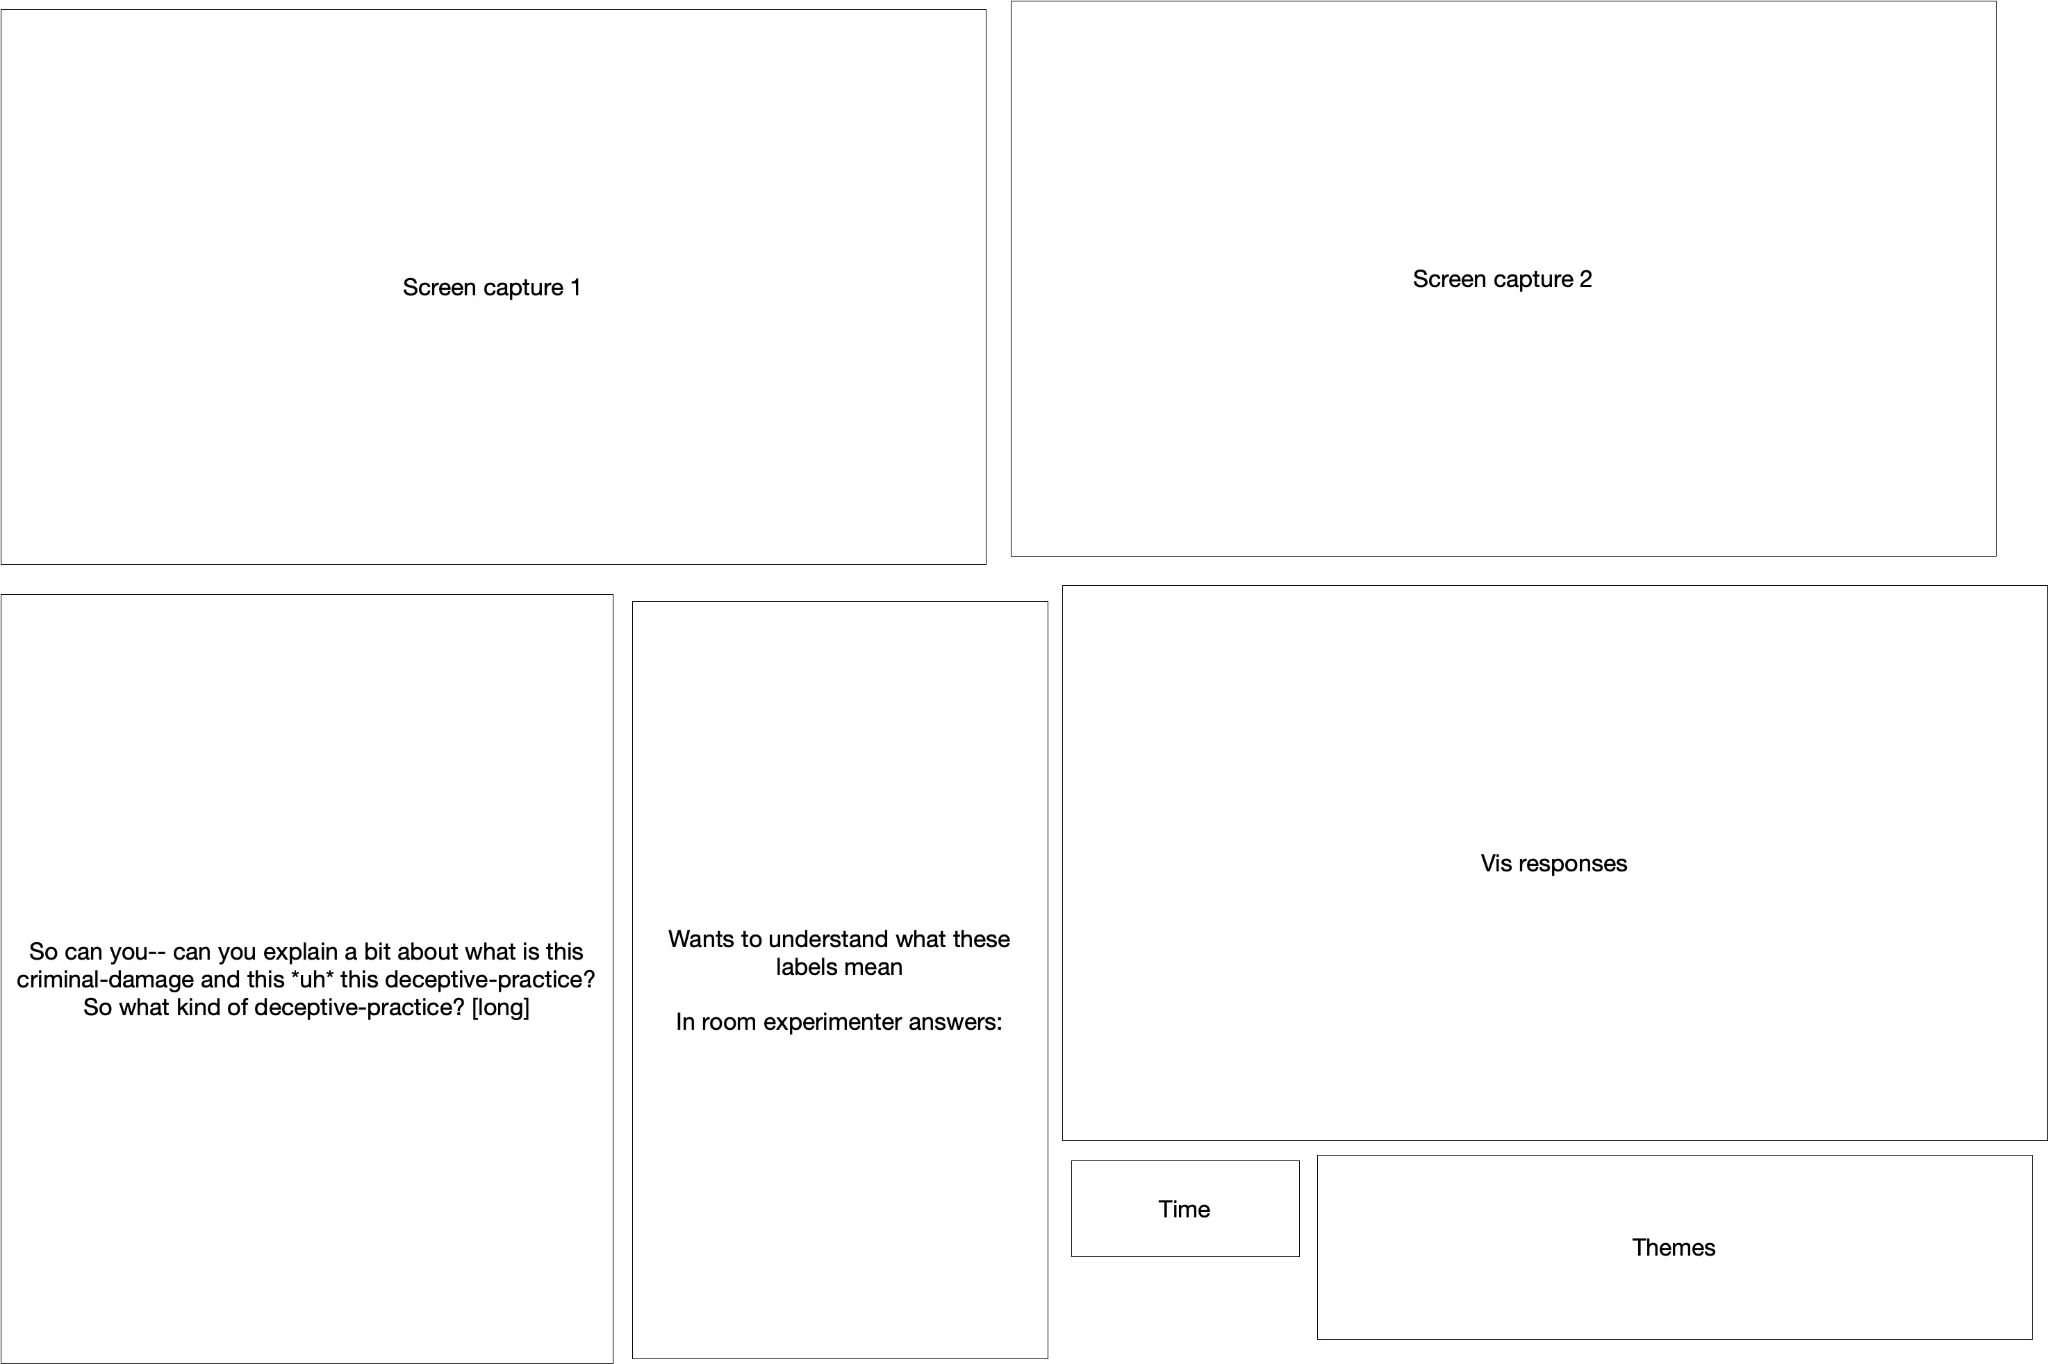 Screen capture 1
Screen capture 2
So can you-- can you explain a bit about what is this
criminal-damage and this *uh* this deceptive-practice?
So what kind of deceptive-practice? [long]
Wants to understand what these
labels mean
In room experimenter answers:
Vis responses
Time
Themes